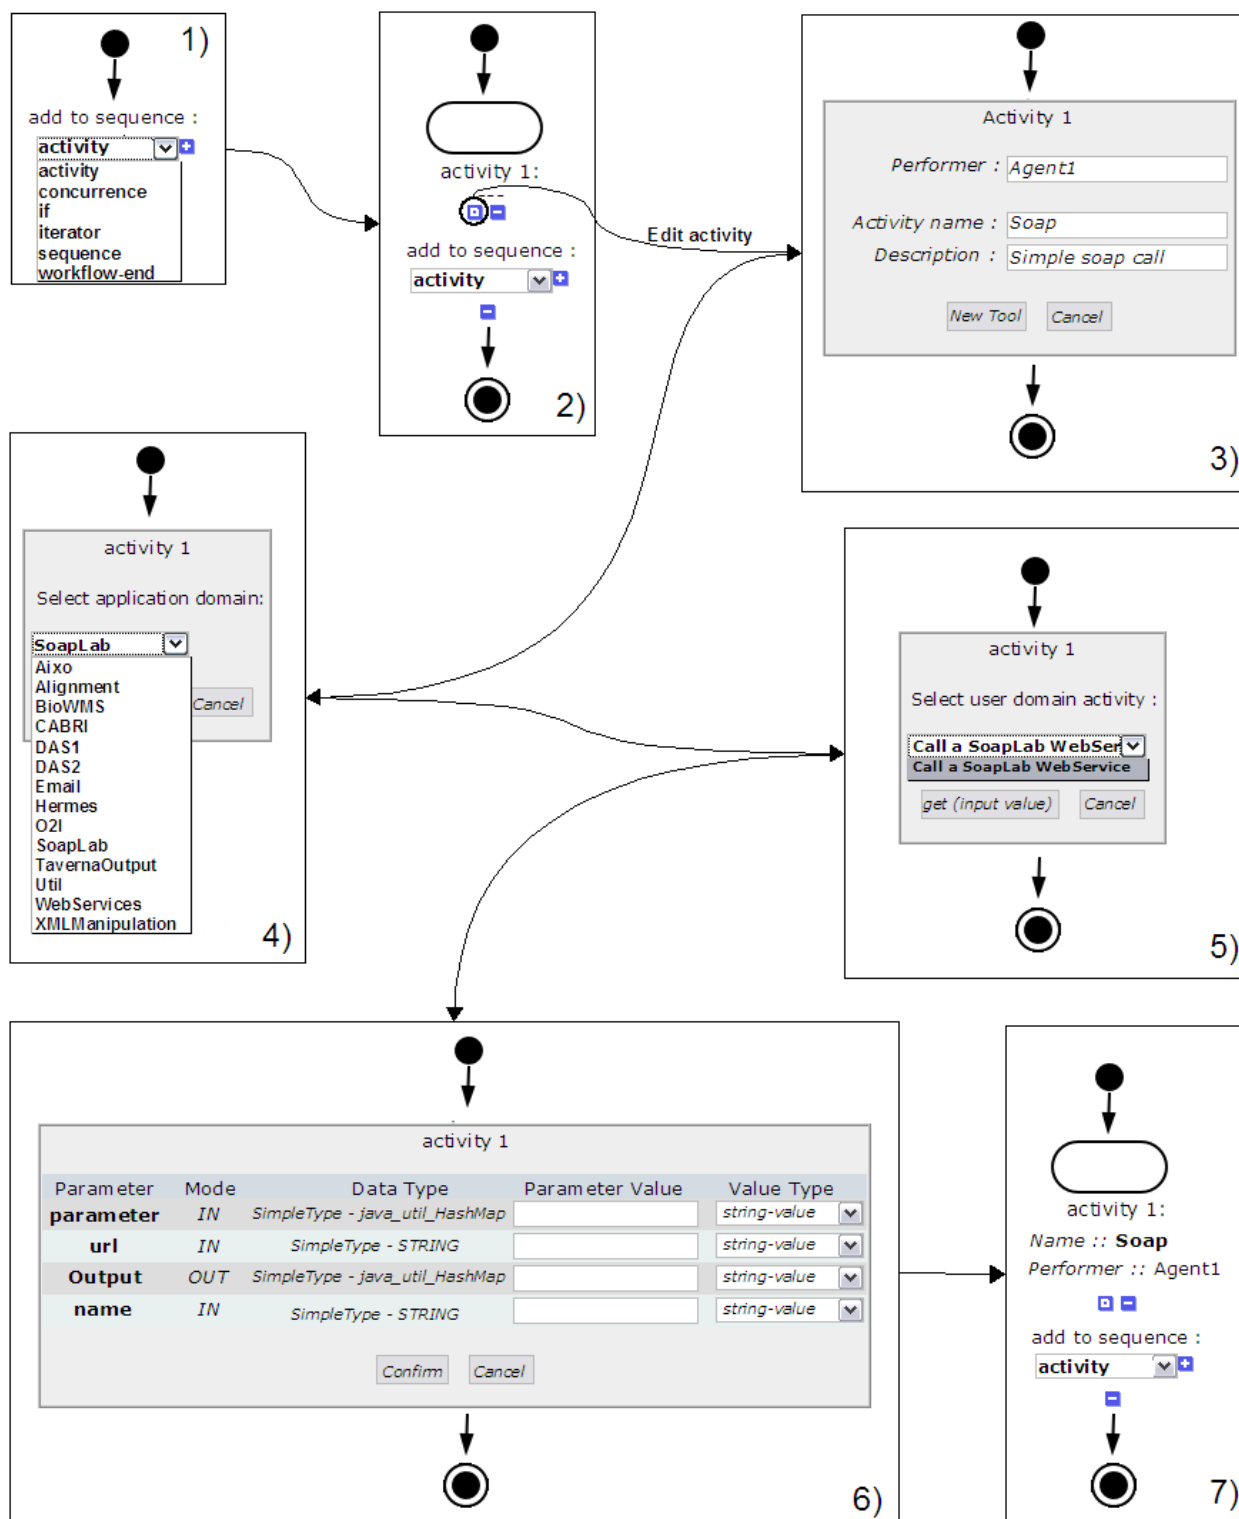 1)
add to sequence :
activity
activity
concurrence
if
iterator
sequence
workflow-end
activity 1:
add to sequence :
activity
2)
Edit activity
Activity 1
Performer : Agent1
Activity name : Soap
Description : Simple soap call
New Tool Cancel
3)
activity 1
Select application domain:
SoapLab
Aixo
Alignment
BioWMS
CABRI
DAS1
DAS2
Email
Hermes
O2I
SoapLab
TavernaOutput
Util
WebServices
XMLManipulation
Cancel
4)
activity 1
Select user domain activity :
Call a SoapLab WebSer
Call a SoapLab WebService
get (input value) Cancel
5)
activity 1
Parameter Mode Data Type Parameter Value Value Type
parameter IN SimpleType - java_util_HashMap string-value
url IN SimpleType - STRING string-value
Output OUT SimpleType - java_util_HashMap string-value
name IN SimpleType - STRING string-value
Confirm Cancel
6)
activity 1:
Name :: Soap
Performer :: Agent1
add to sequence :
activity
7)